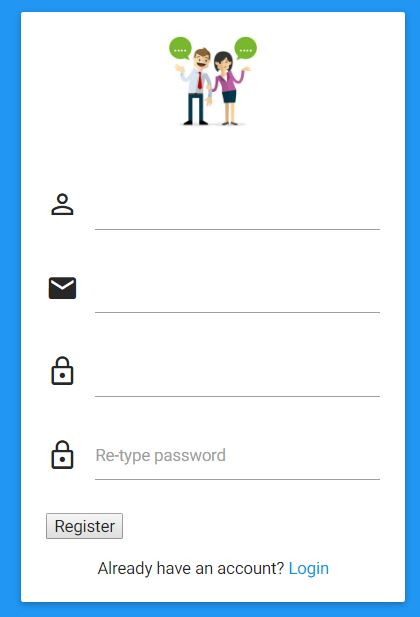 Re-type password
Register
Already have an account? Login